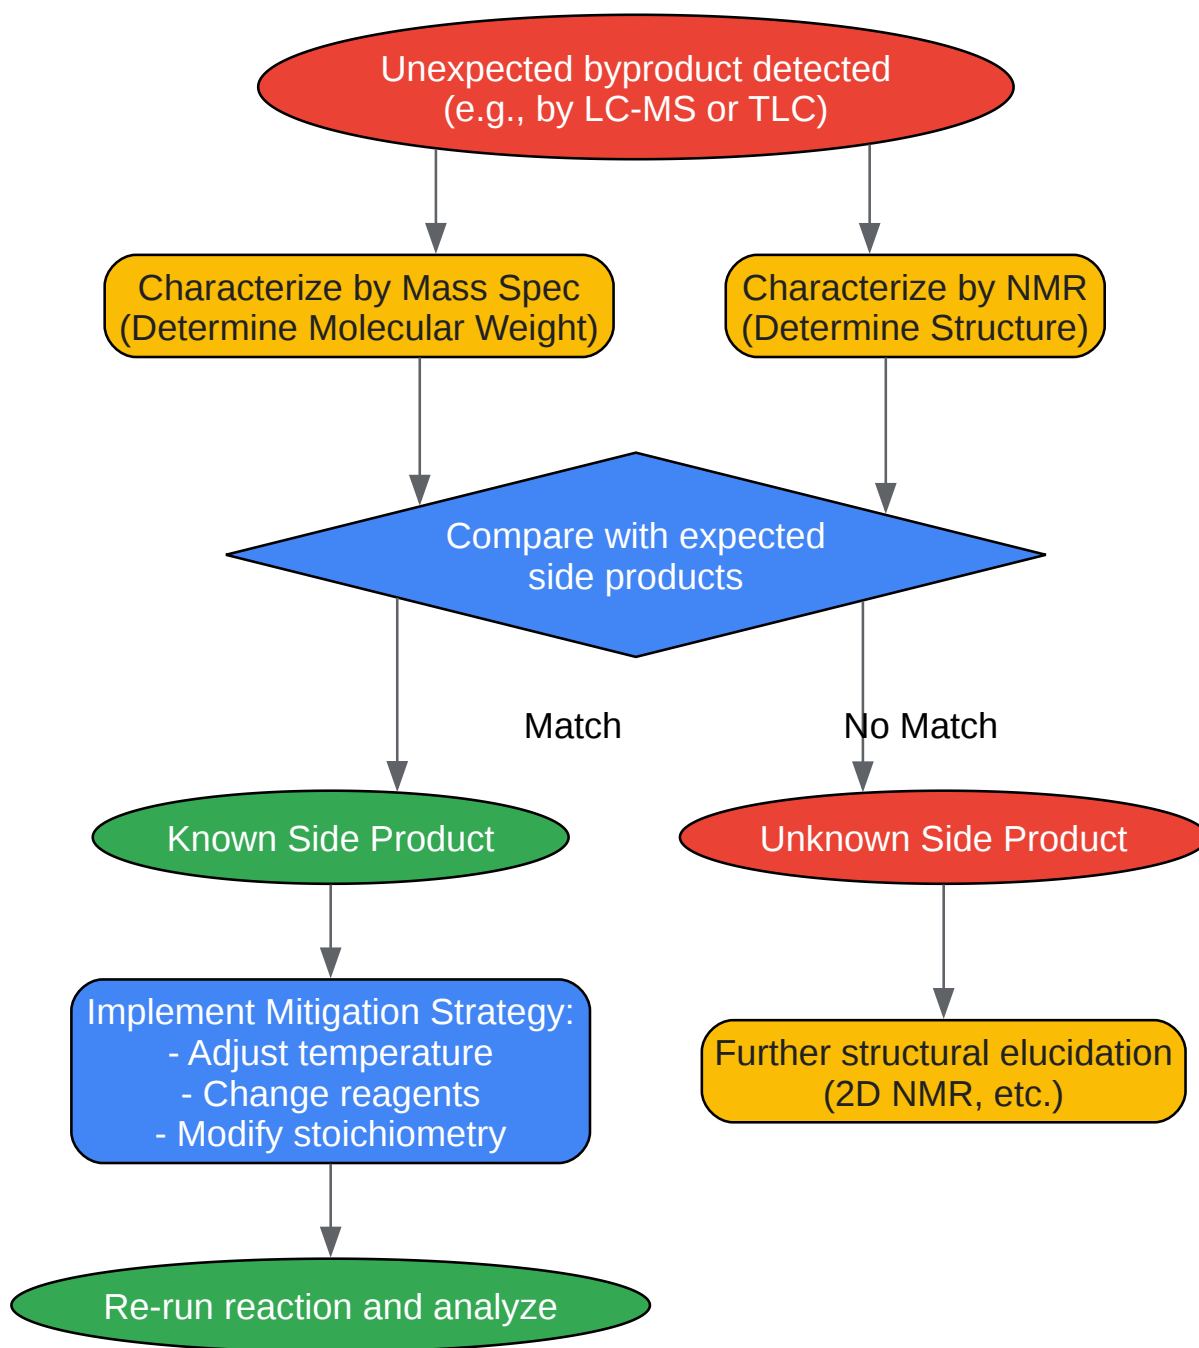 Unexpected byproduct detected
(e.g., by LC-MS or TLC)
Characterize by Mass Spec
(Determine Molecular Weight)
Characterize by NMR
(Determine Structure)
Compare with expected
side products
Match
No Match
Known Side Product
Unknown Side Product
Implement Mitigation Strategy:
- Adjust temperature
- Change reagents
- Modify stoichiometry
Further structural elucidation
(2D NMR, etc.)
Re-run reaction and analyze